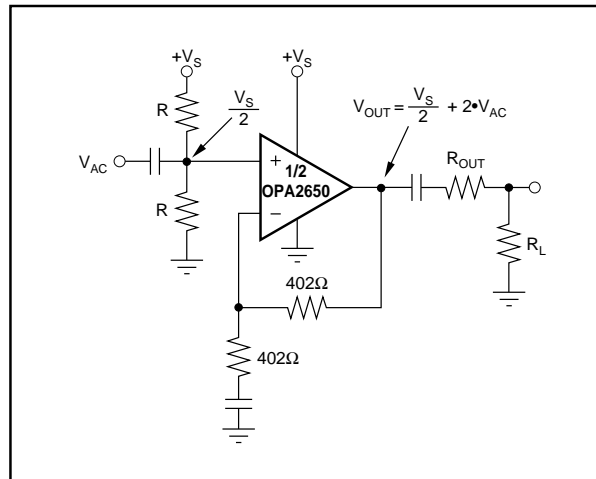 +V_S
+V_S
R
V_S/2
V_OUT = V_S/2 + 2•V_AC
V_AC
+
1/2
OPA2650
–
R_OUT
R
R_L
402Ω
402Ω